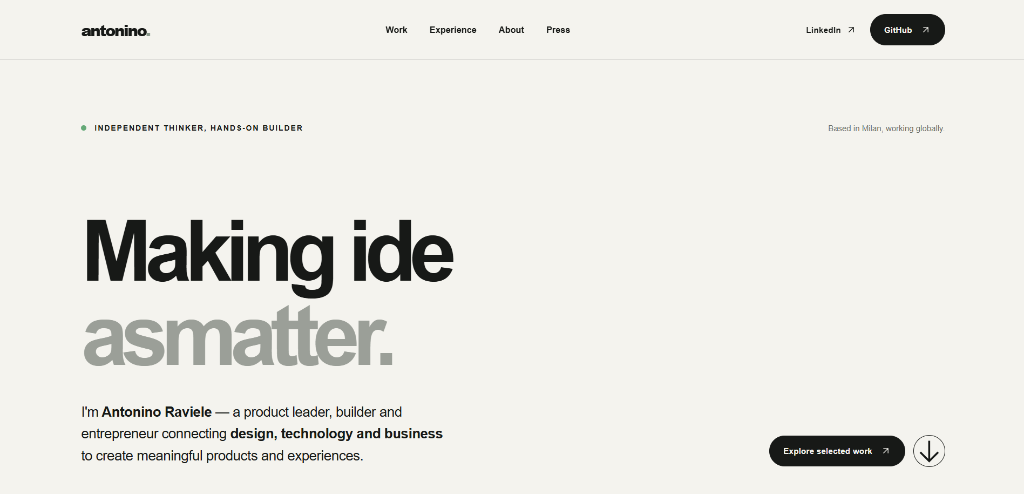 antonino.
Work Experience About Press
LinkedIn ↗
GitHub ↗
INDEPENDENT THINKER, HANDS-ON BUILDER
Based in Milan, working globally
Making ide
asmatter.
I'm Antonino Raviele — a product leader, builder and
entrepreneur connecting design, technology and business
to create meaningful products and experiences.
Explore selected work ↗